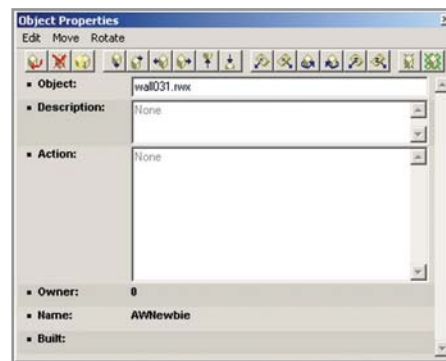 Object Properties
Edit Move Rotate
Object: wall031.rwx
Description: None
Action: None
Owner: 0
Name: AWNewbie
Built: